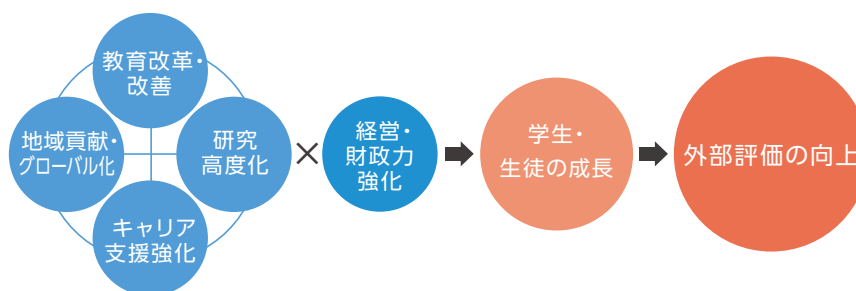 教育改革・
改善
地域貢献・
グローバル化
研究
高度化
キャリア
支援強化
×
経営・
財政力
強化
学生・
生徒の成長
外部評価の向上